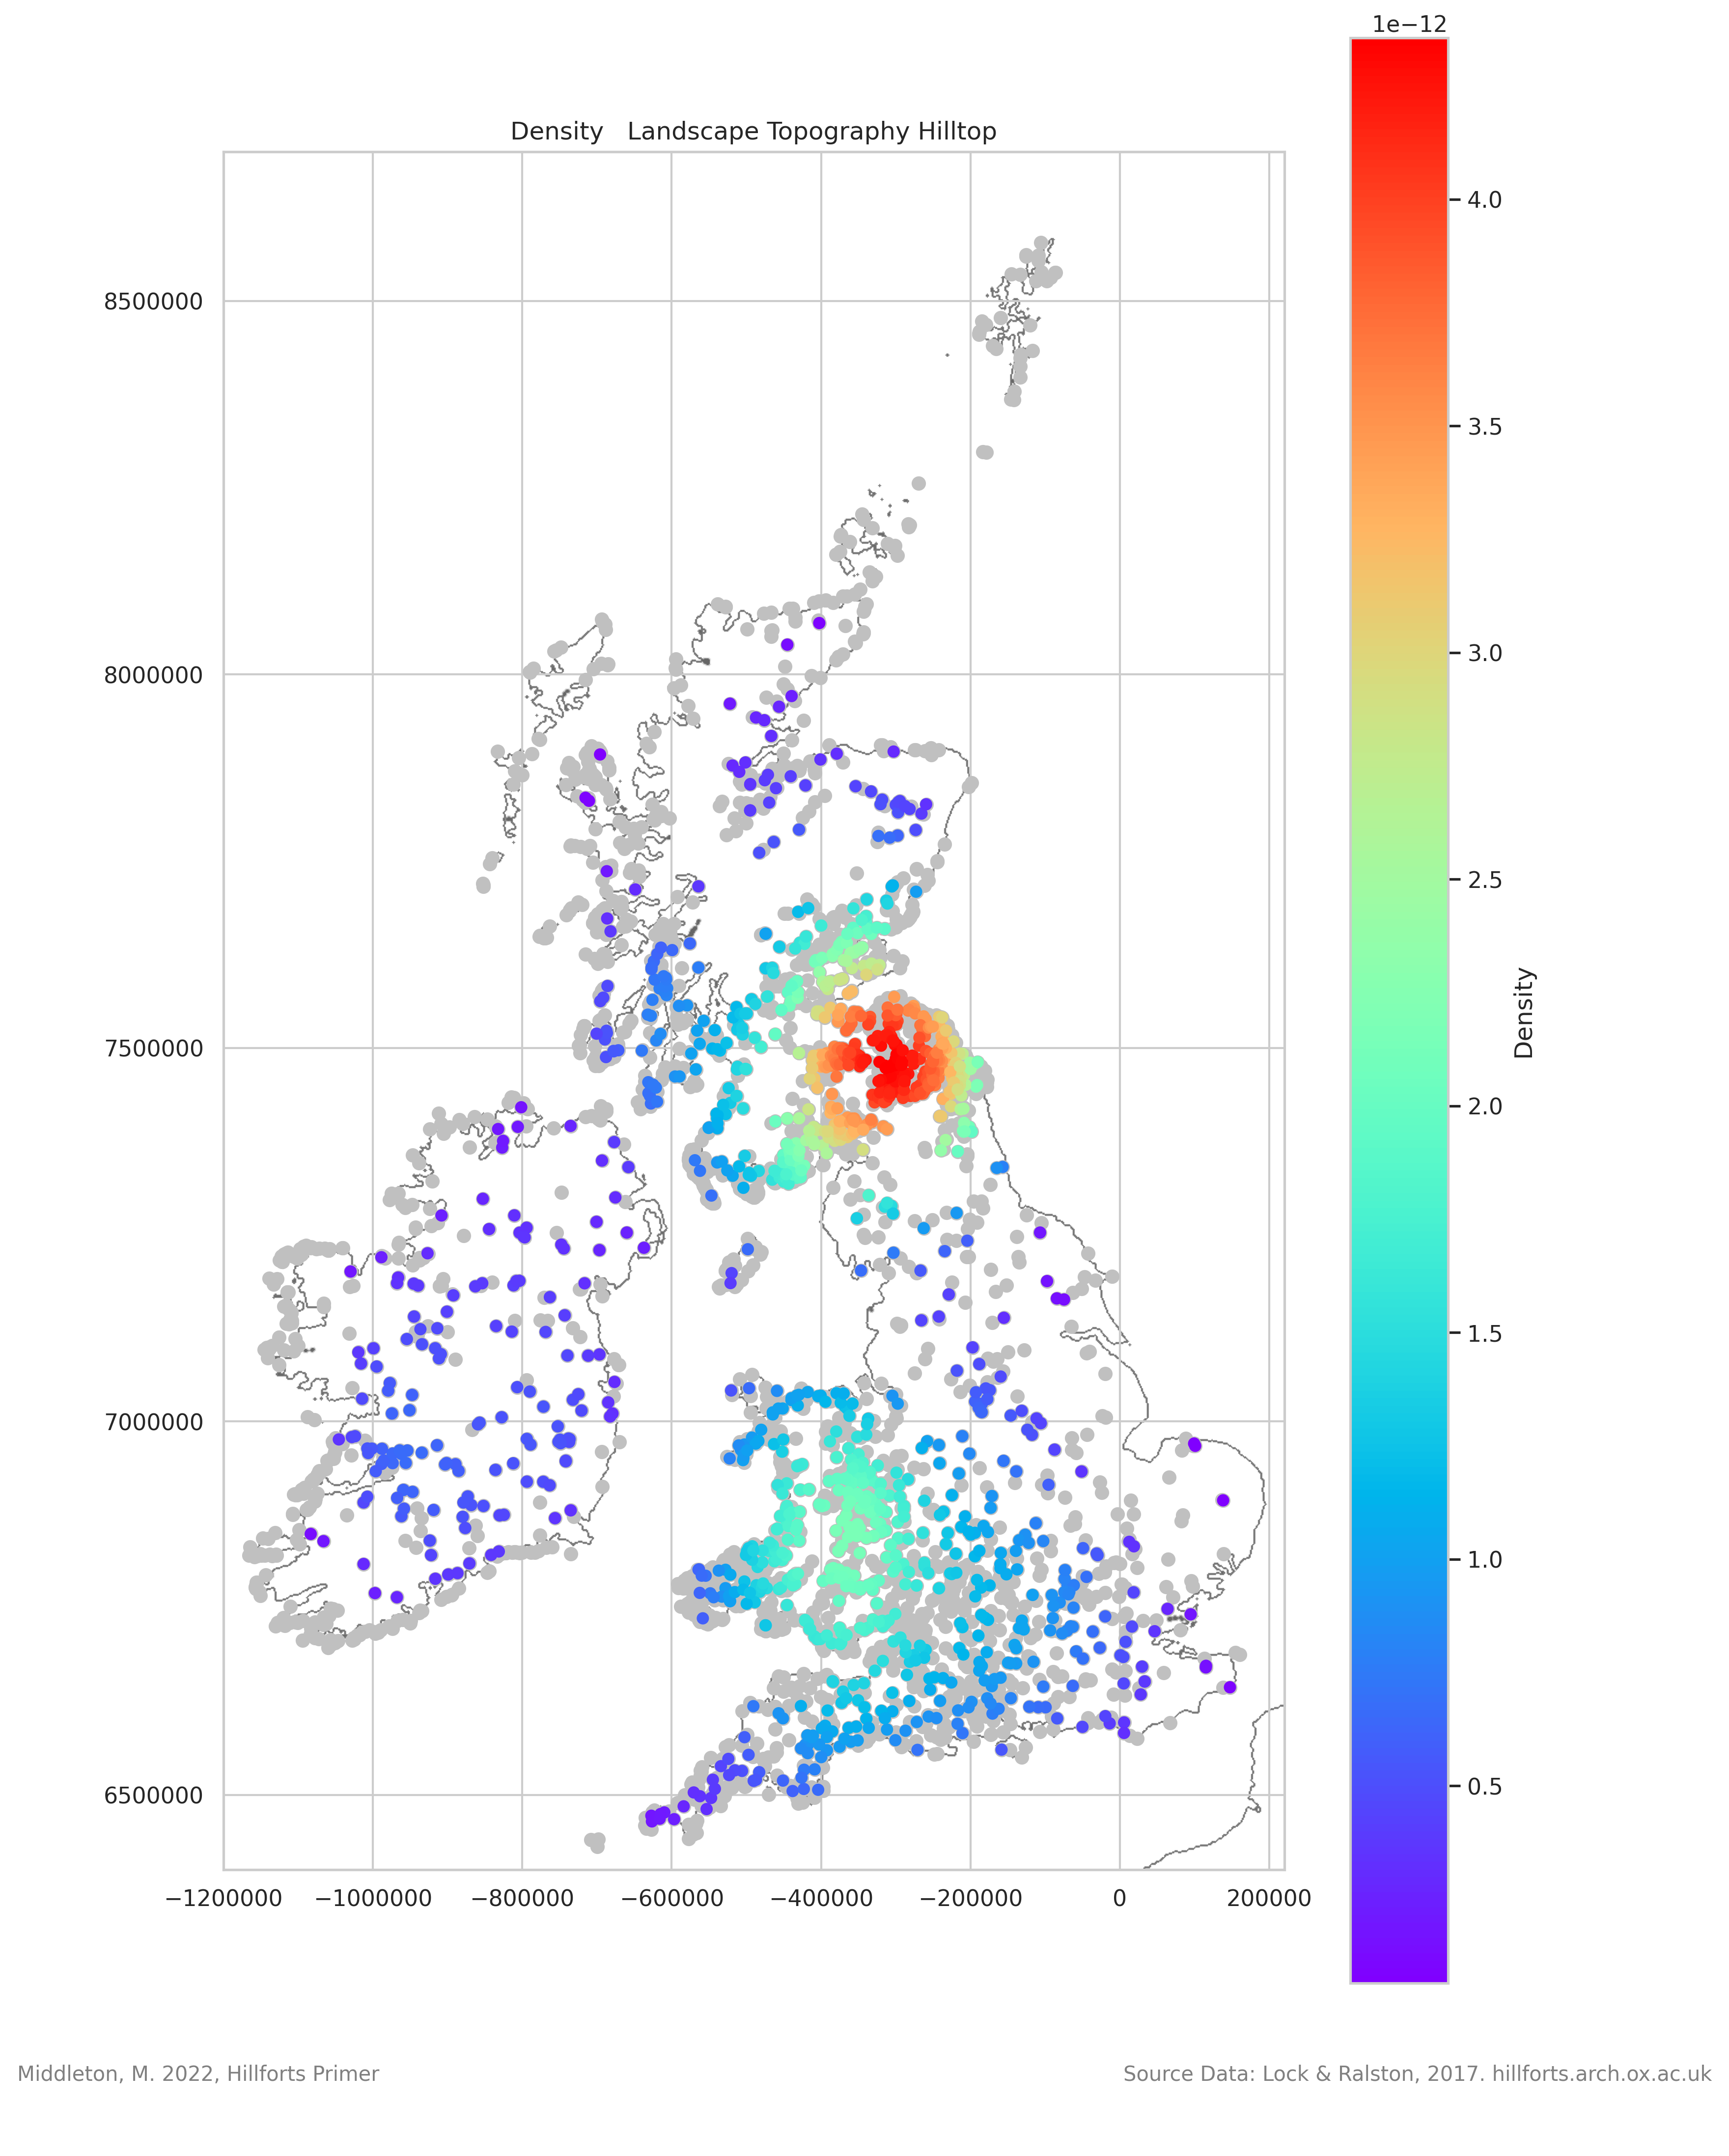 1e−12
Density   Landscape Topography Hilltop
8500000
8000000
7500000
7000000
6500000
−1200000 −1000000 −800000 −600000 −400000 −200000 0 200000
4.0
3.5
3.0
2.5
2.0
1.5
1.0
0.5
Density
Middleton, M. 2022, Hillforts Primer
Source Data: Lock & Ralston, 2017. hillforts.arch.ox.ac.uk